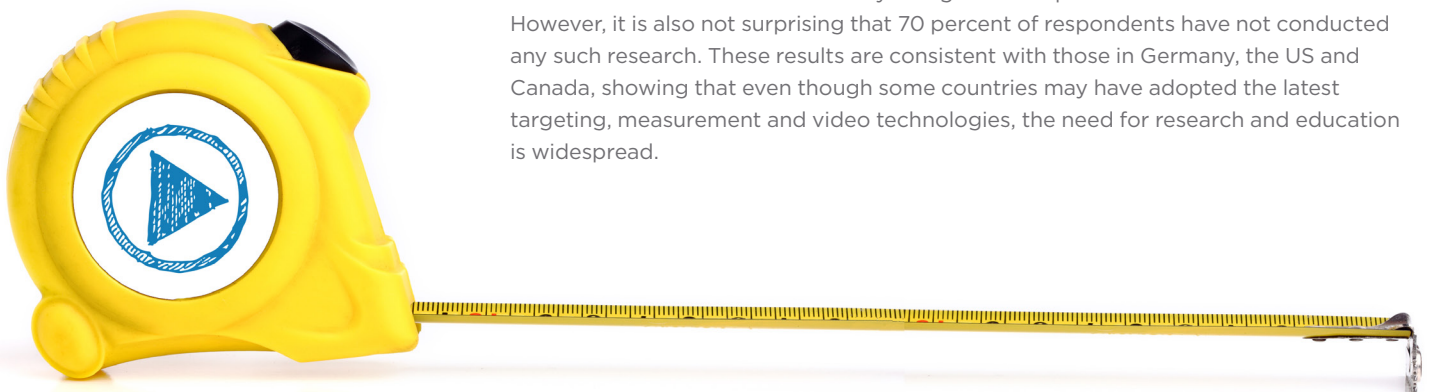 However, it is also not surprising that 70 percent of respondents have not conducted
any such research. These results are consistent with those in Germany, the US and
Canada, showing that even though some countries may have adopted the latest
targeting, measurement and video technologies, the need for research and education
is widespread.